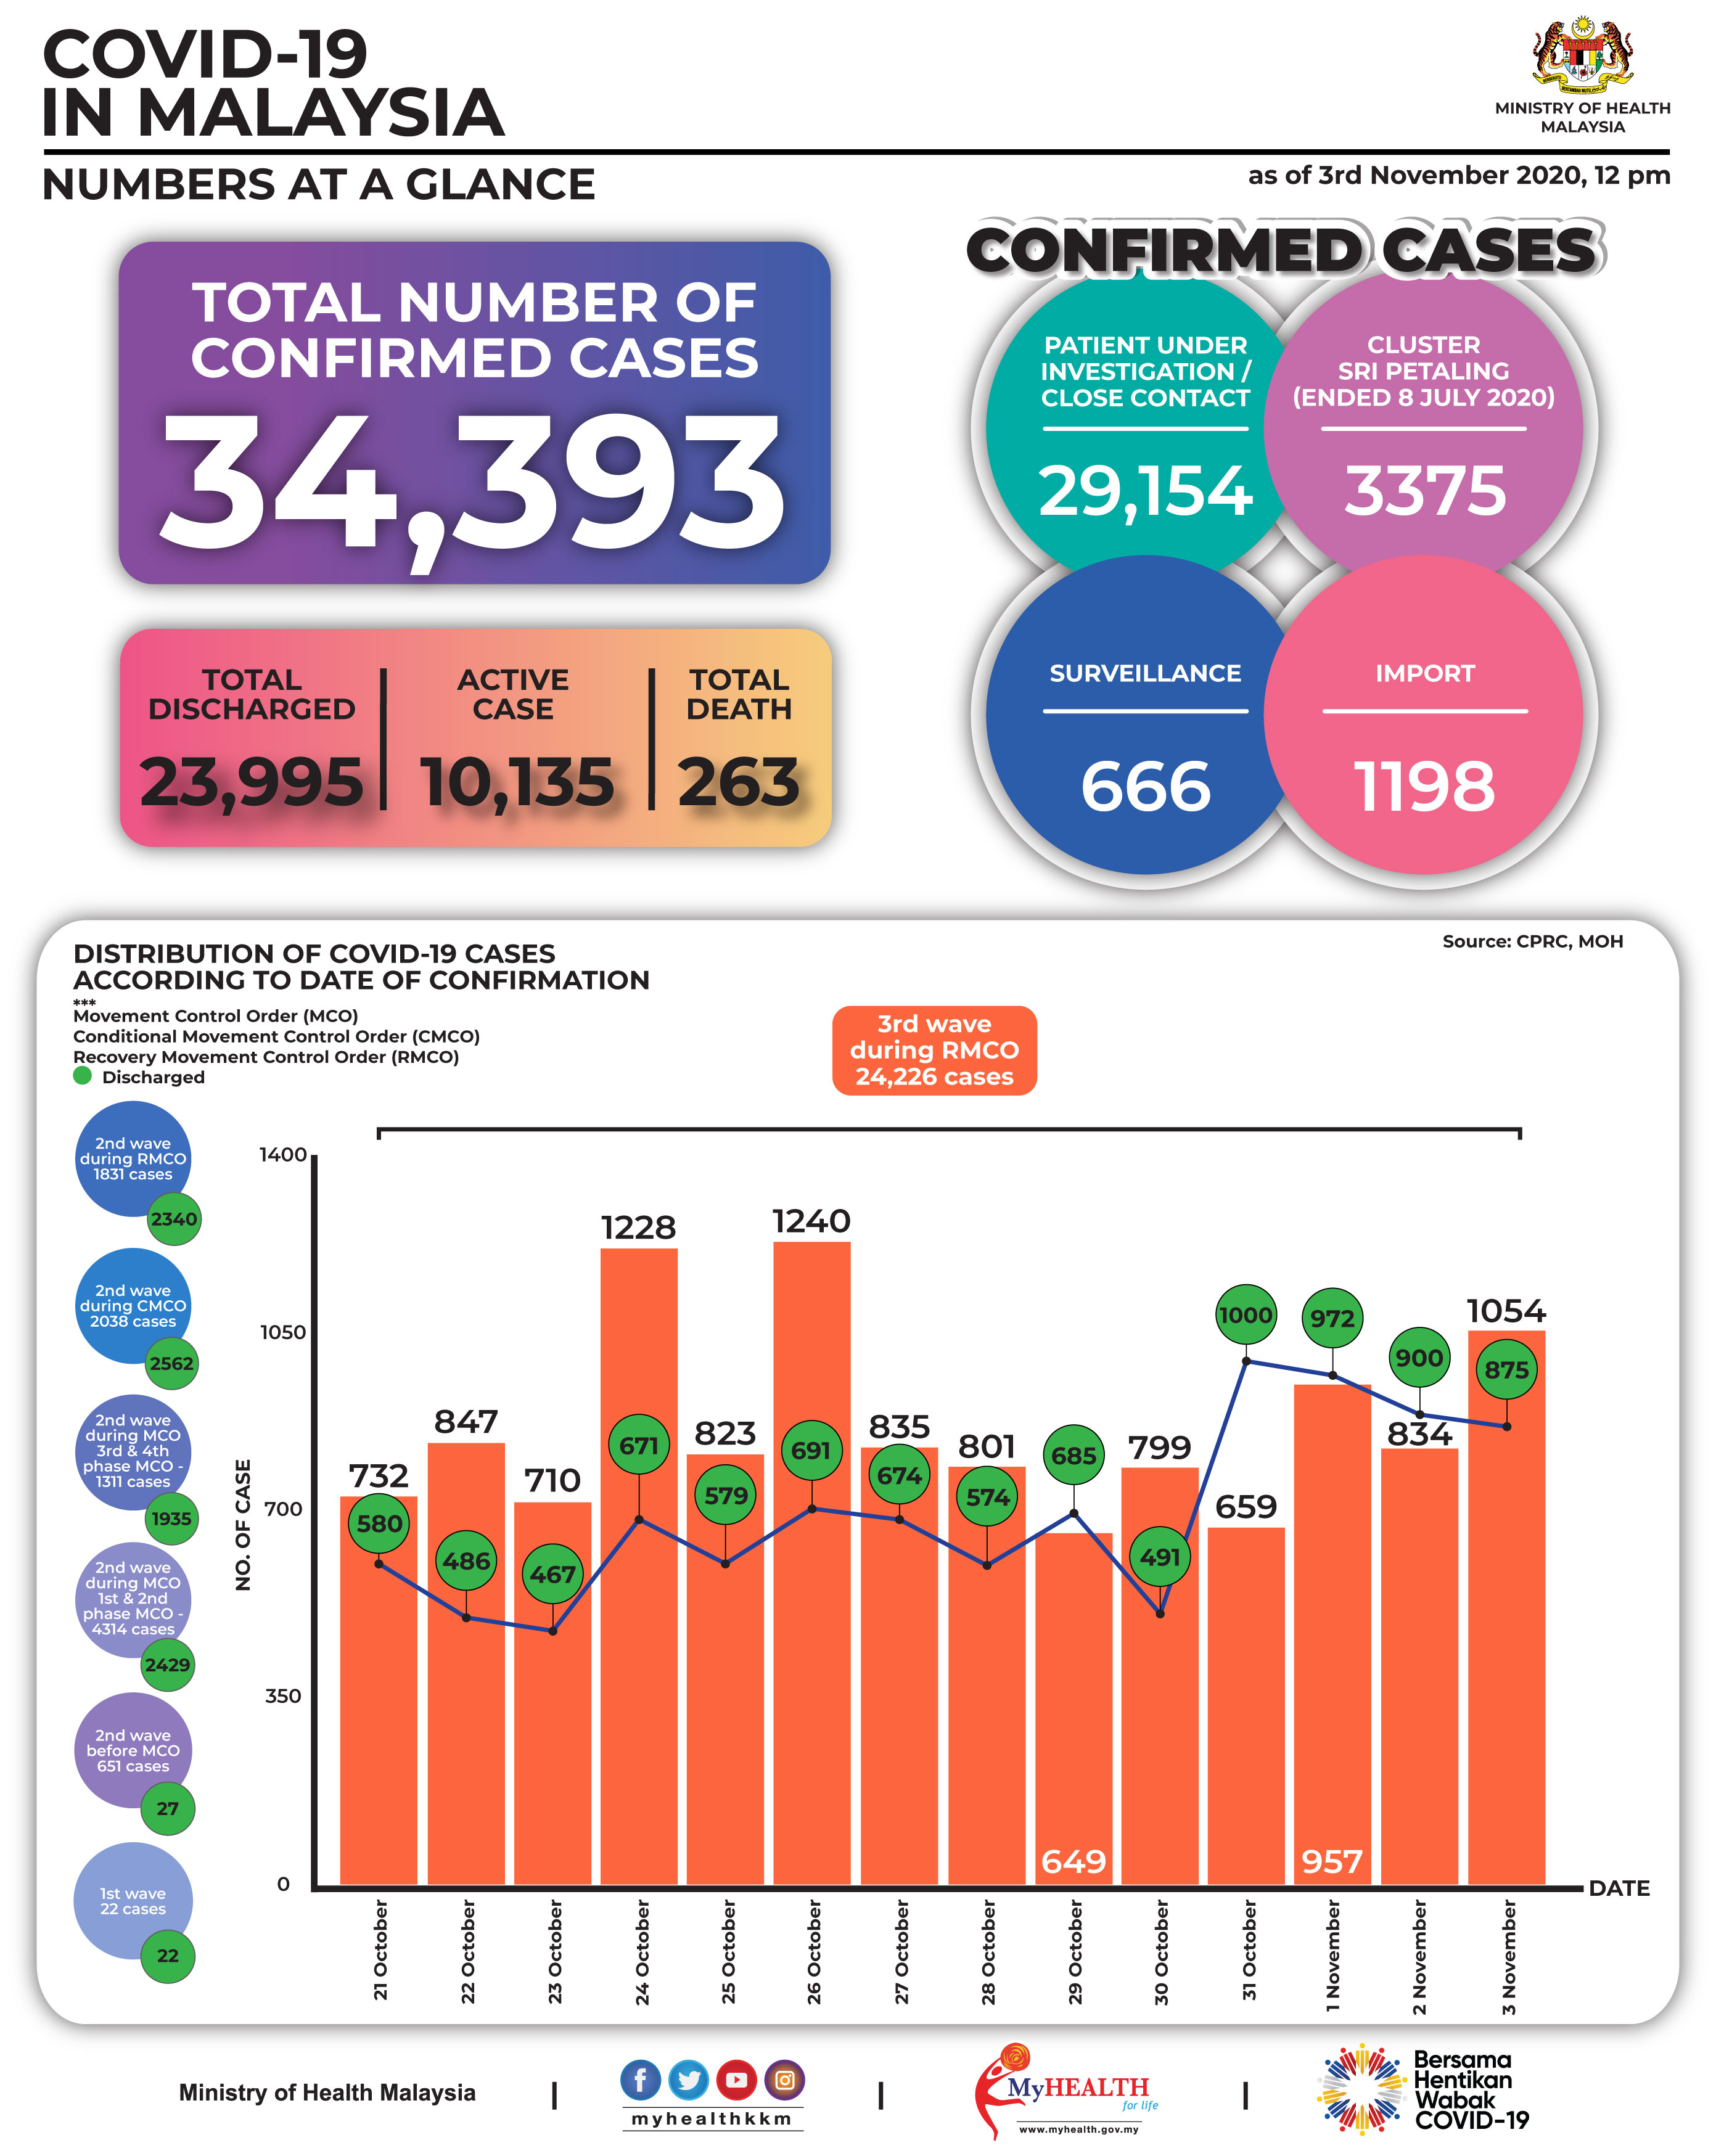 COVID-19
IN MALAYSIA
MINISTRY OF HEALTH
MALAYSIA
NUMBERS AT A GLANCE
as of 3rd November 2020, 12 pm
TOTAL NUMBER OF
CONFIRMED CASES
34,393
TOTAL
DISCHARGED
23,995
ACTIVE
CASE
10,135
TOTAL
DEATH
263
CONFIRMED CASES
PATIENT UNDER
INVESTIGATION /
CLOSE CONTACT
29,154
CLUSTER
SRI PETALING
(ENDED 8 JULY 2020)
3375
SURVEILLANCE
666
IMPORT
1198
DISTRIBUTION OF COVID-19 CASES
ACCORDING TO DATE OF CONFIRMATION
Source: CPRC, MOH
***
Movement Control Order (MCO)
Conditional Movement Control Order (CMCO)
Recovery Movement Control Order (RMCO)
Discharged
3rd wave
during RMCO
24,226 cases
2nd wave
during RMCO
1831 cases
2340
2nd wave
during CMCO
2038 cases
2562
2nd wave
during MCO
3rd & 4th
phase MCO -
1311 cases
1935
2nd wave
during MCO
1st & 2nd
phase MCO -
4314 cases
2429
2nd wave
before MCO
651 cases
27
1st wave
22 cases
22
NO. OF CASE
1400
1050
700
350
0
732
847
710
1228
823
1240
835
801
649
799
659
957
834
1054
580
486
467
671
579
691
674
574
685
491
1000
972
900
875
21 October
22 October
23 October
24 October
25 October
26 October
27 October
28 October
29 October
30 October
31 October
1 November
2 November
3 November
DATE
Ministry of Health Malaysia
myhealthkkm
MyHEALTH
for life
www.myhealth.gov.my
Bersama
Hentikan
Wabak
COVID-19